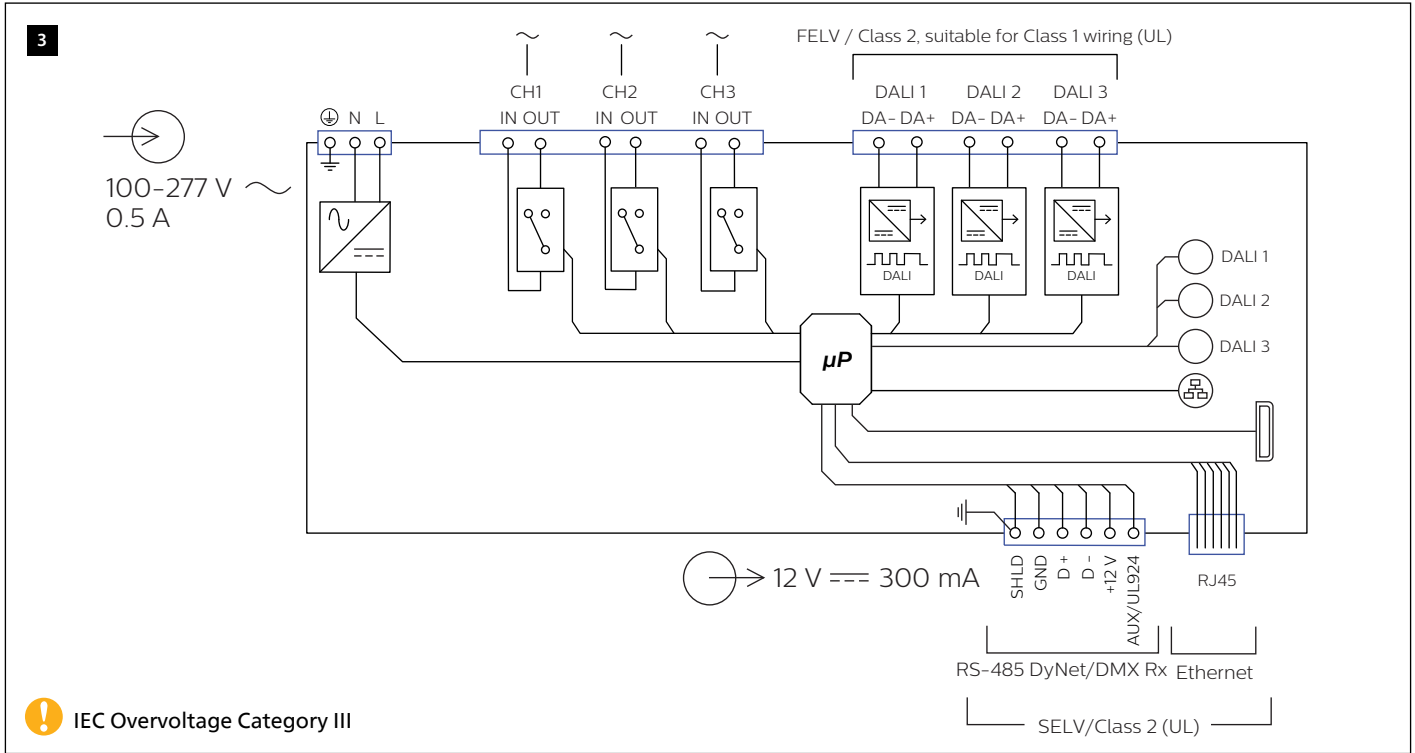 3
FELV / Class 2, suitable for Class 1 wiring (UL)
CH1 CH2 CH3 DALI 1 DALI 2 DALI 3
N L IN OUT IN OUT IN OUT DA- DA+ DA- DA+ DA- DA+
100-277 V
0.5 A
DALI DALI DALI
DALI 1
DALI 2
DALI 3
µP
12 V 300 mA
SHLD
GND
D +
D -
+12 V
AUX/UL924
RJ45
RS-485 DyNet/DMX Rx Ethernet
SELV/Class 2 (UL)
! IEC Overvoltage Category III